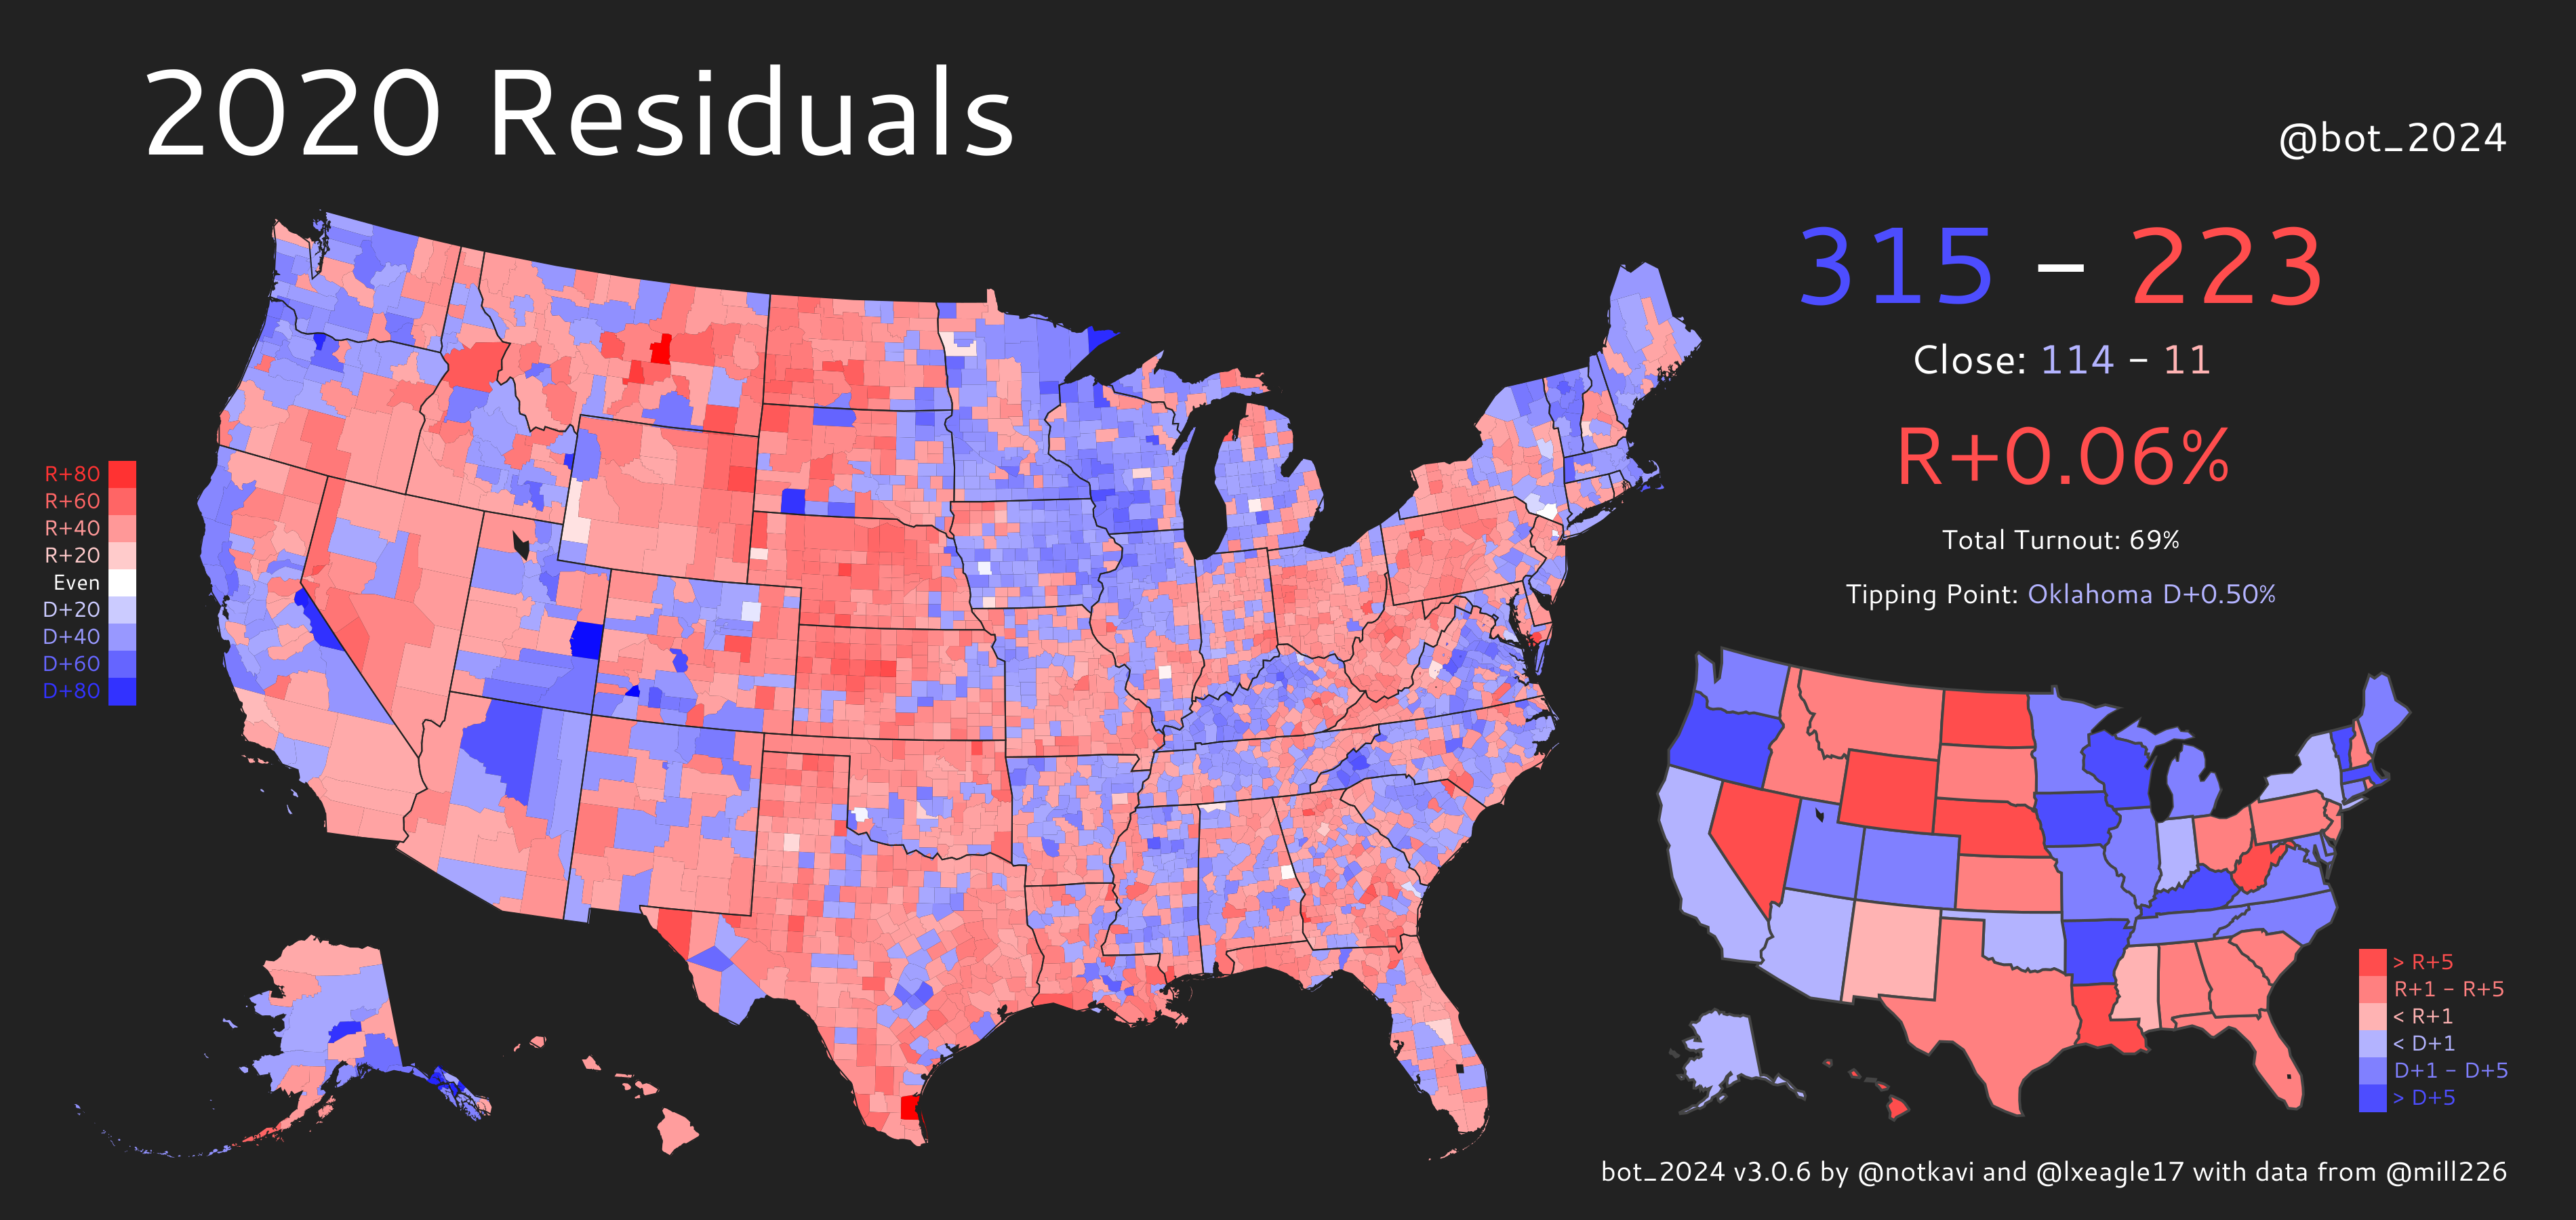 2020 Residuals
@bot_2024
315 – 223
Close: 114 - 11
R+0.06%
Total Turnout: 69%
Tipping Point: Oklahoma D+0.50%
R+80
R+60
R+40
R+20
Even
D+20
D+40
D+60
D+80
> R+5
R+1 - R+5
< R+1
< D+1
D+1 - D+5
> D+5
bot_2024 v3.0.6 by @notkavi and @lxeagle17 with data from @mill226